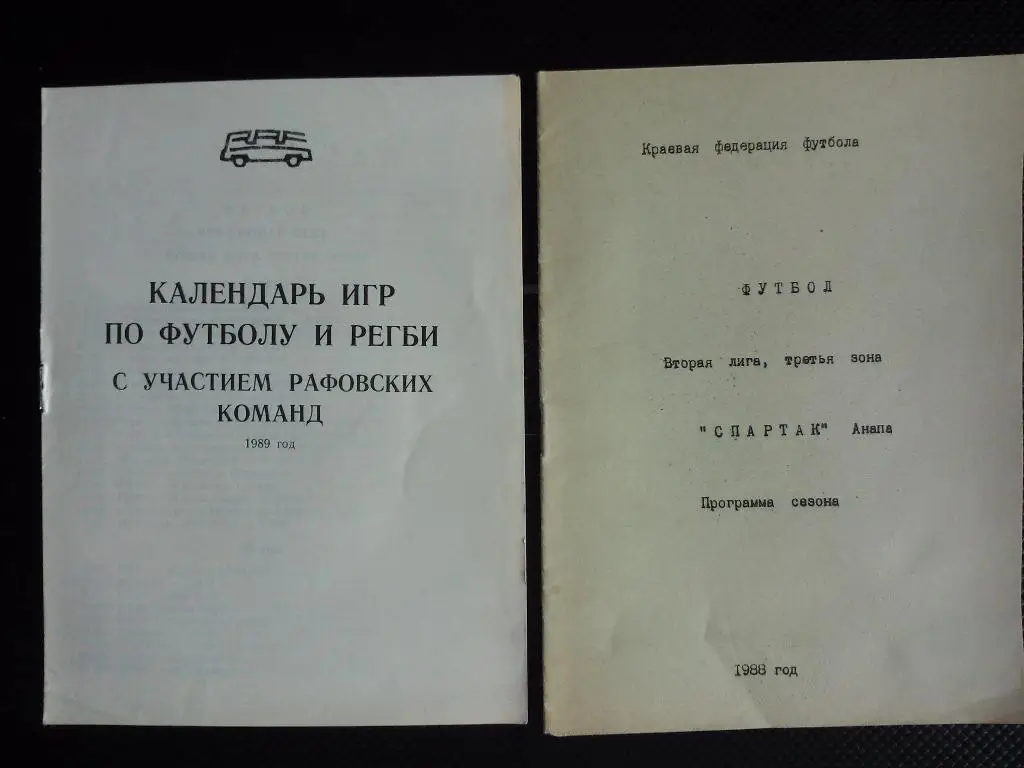 RAF
КАЛЕНДАРЬ ИГР
ПО ФУТБОЛУ И РЕГБИ
С УЧАСТИЕМ РАФОВСКИХ
КОМАНД
1989 год
Краевая федерация футбола
ФУТБОЛ
Вторая лига, третья зона
"СПАРТАК" Анапа
Программа сезона
1988 год